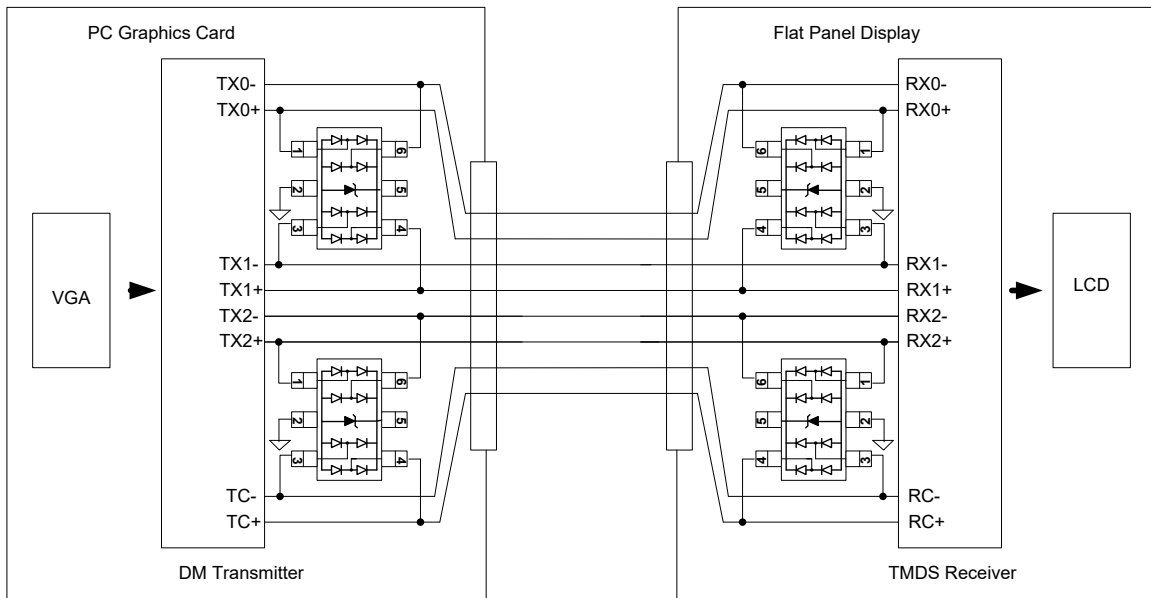 PC Graphics Card
Flat Panel Display
TX0-
TX0+
1
2
3
6
5
4
TX1-
TX1+
TX2-
TX2+
1
2
3
6
5
4
TC-
TC+
DM Transmitter
VGA
RX0-
RX0+
6
5
4
1
2
3
RX1-
RX1+
RX2-
RX2+
6
5
4
1
2
3
RC-
RC+
TMDS Receiver
LCD